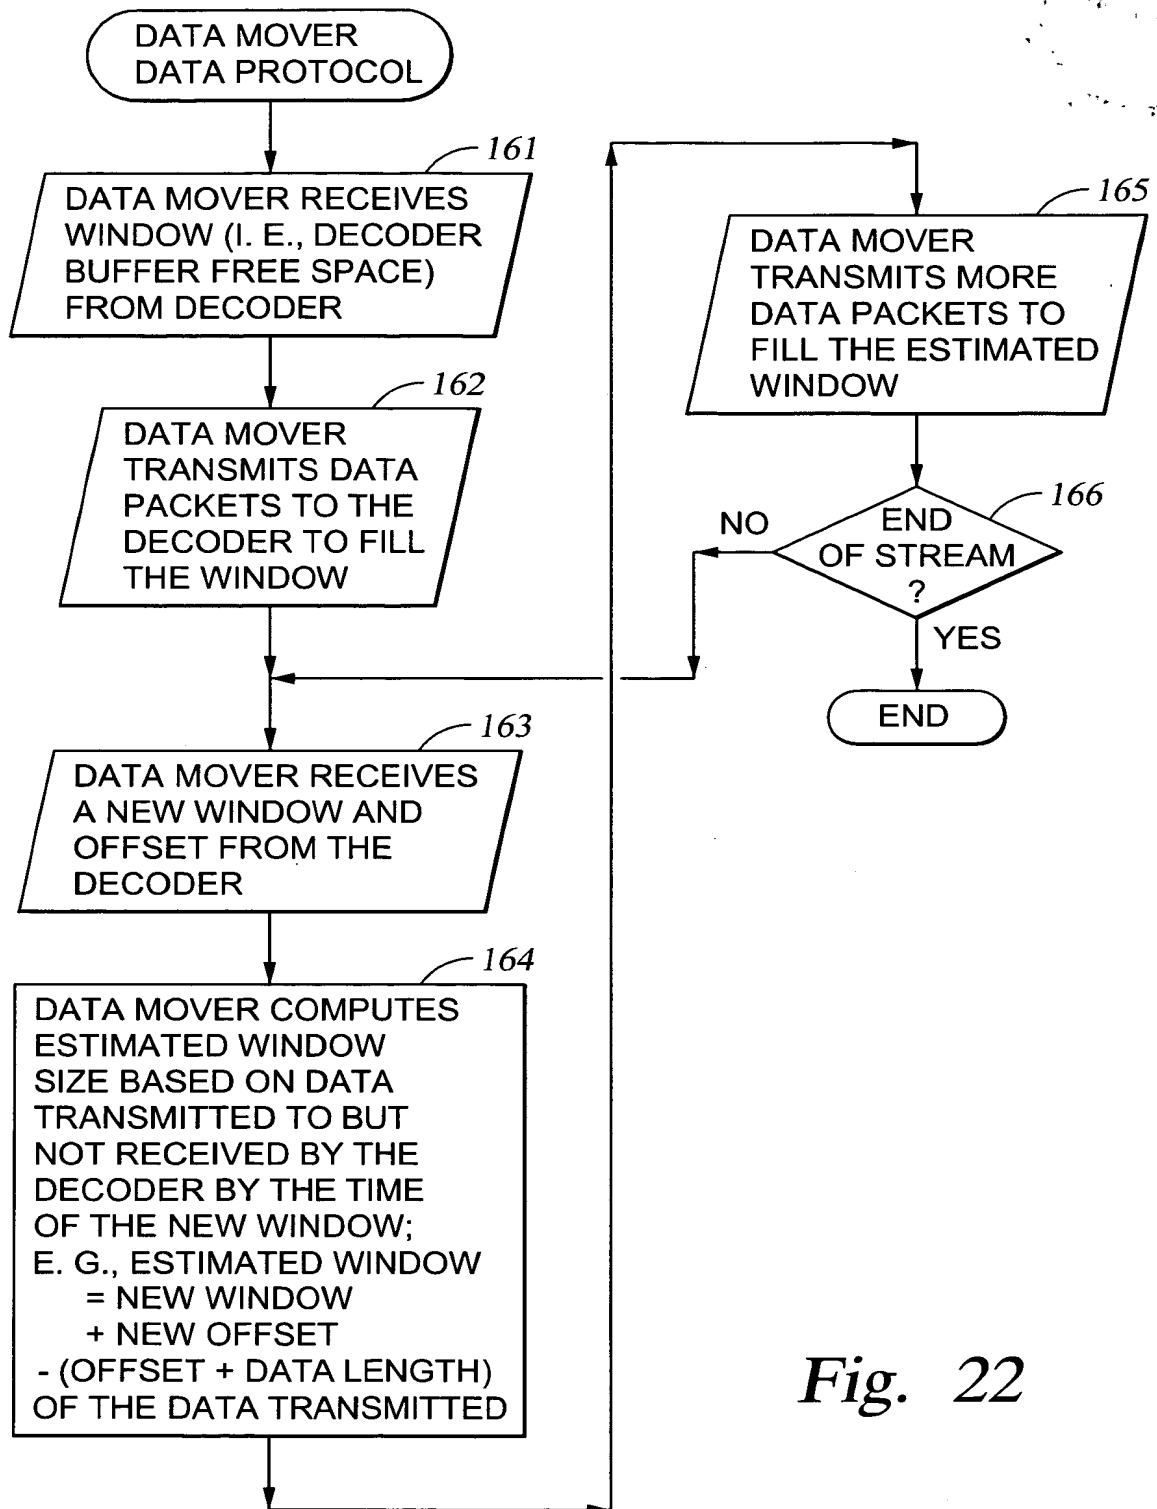 DATA MOVER
DATA PROTOCOL
161
DATA MOVER RECEIVES
WINDOW (I. E., DECODER
BUFFER FREE SPACE)
FROM DECODER
162
DATA MOVER
TRANSMITS DATA
PACKETS TO THE
DECODER TO FILL
THE WINDOW
163
DATA MOVER RECEIVES
A NEW WINDOW AND
OFFSET FROM THE
DECODER
164
DATA MOVER COMPUTES
ESTIMATED WINDOW
SIZE BASED ON DATA
TRANSMITTED TO BUT
NOT RECEIVED BY THE
DECODER BY THE TIME
OF THE NEW WINDOW;
E. G., ESTIMATED WINDOW
= NEW WINDOW
+ NEW OFFSET
- (OFFSET + DATA LENGTH)
OF THE DATA TRANSMITTED
165
DATA MOVER
TRANSMITS MORE
DATA PACKETS TO
FILL THE ESTIMATED
WINDOW
166
END
OF STREAM
?
NO
YES
END
Fig. 22